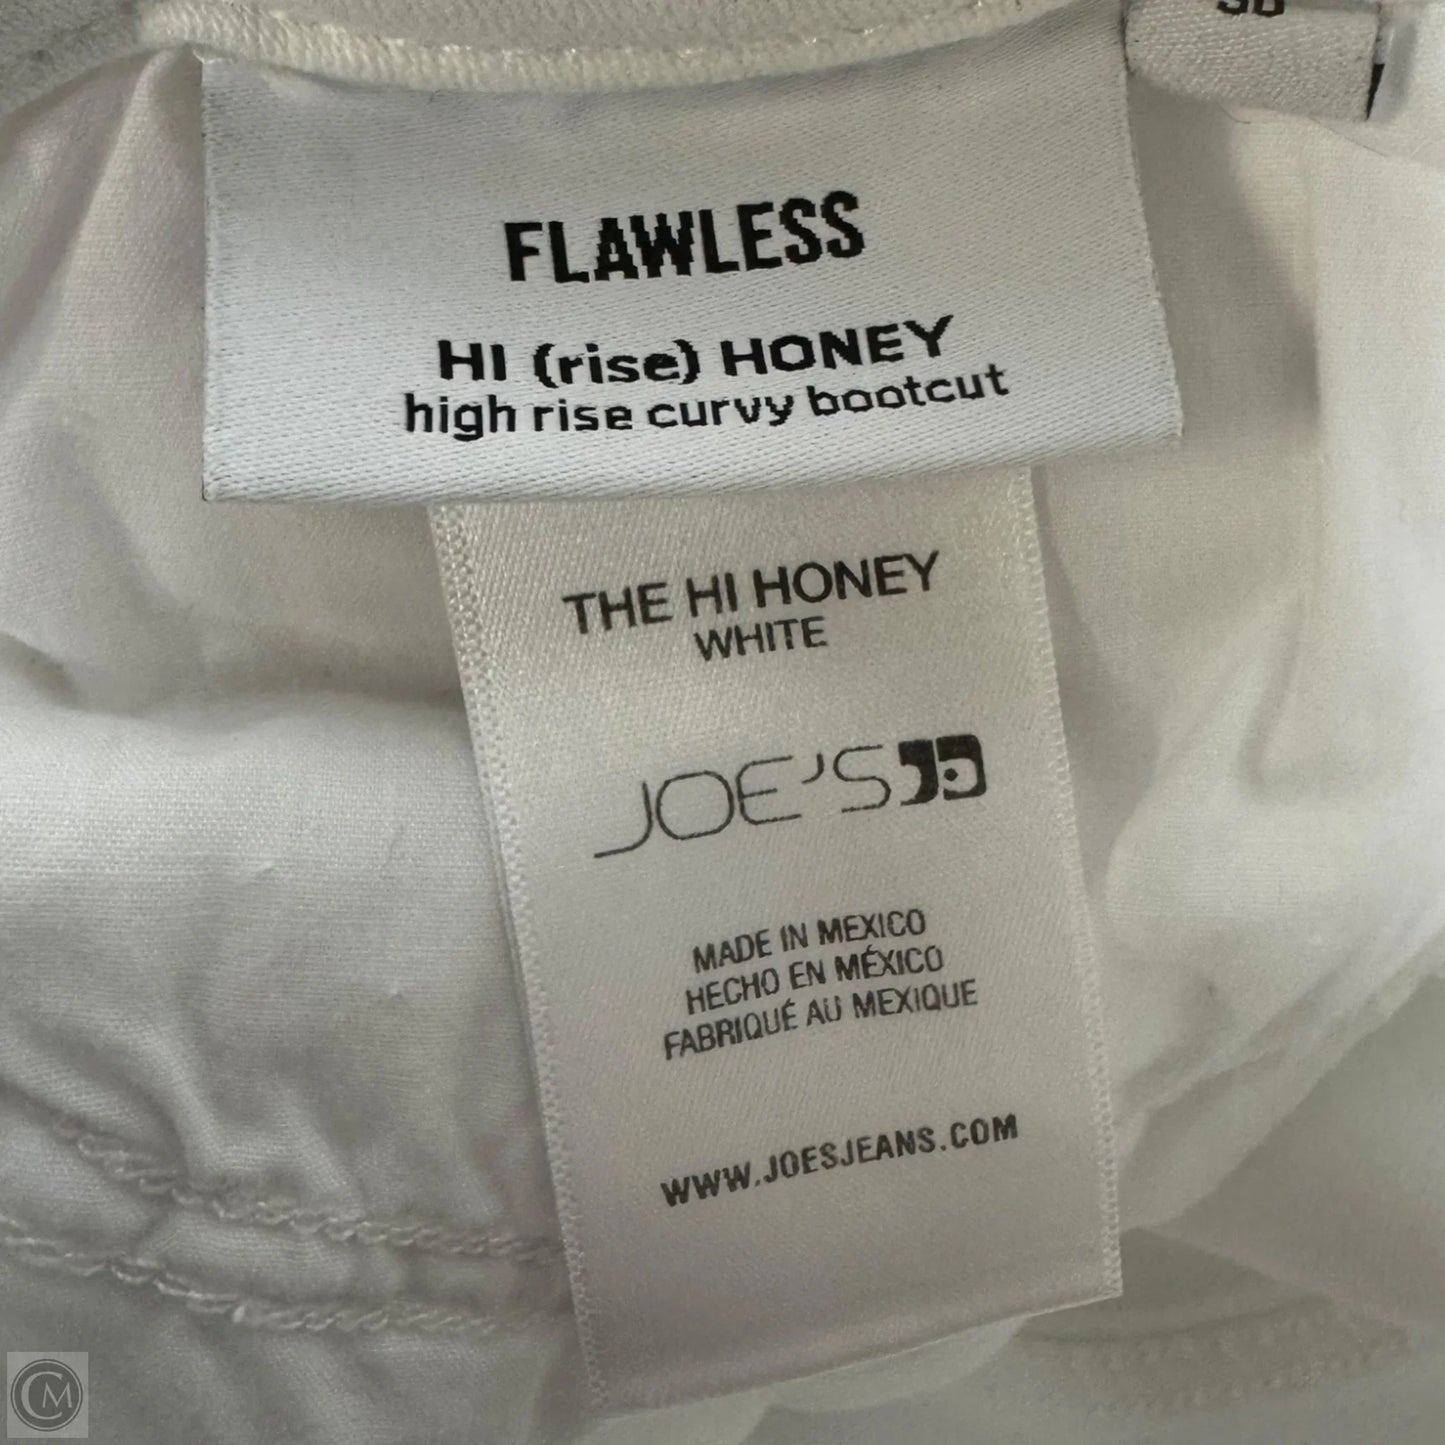 FLAWLESS
HI (rise) HONEY
high rise curvy bootcut
THE HI HONEY
WHITE
JOE'S
MADE IN MEXICO
HECHO EN MÉXICO
FABRIQUÉ AU MEXIQUE
WWW.JOESJEANS.COM
CM